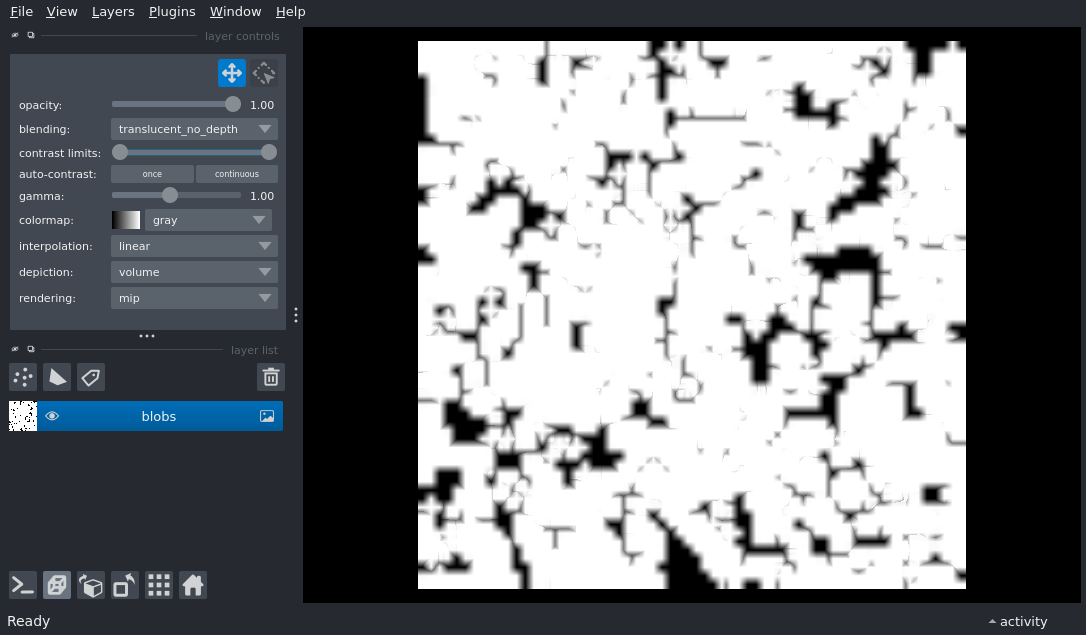 File View Layers Plugins Window Help
layer controls
opacity: 1.00
blending: translucent_no_depth
contrast limits:
auto-contrast: once continuous
gamma: 1.00
colormap: gray
interpolation: linear
depiction: volume
rendering: mip
layer list
blobs
Ready activity